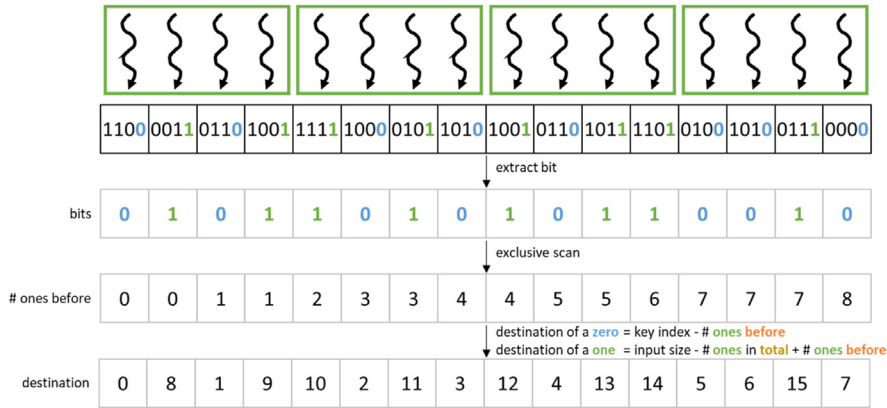 1100 0011 0110 1001 1111 1000 0101 1010 1001 0110 1011 1101 0100 1010 0111 0000
extract bit
bits 0 1 0 1 1 0 1 0 1 0 1 1 0 0 1 0
exclusive scan
# ones before 0 0 1 1 2 3 3 4 4 5 5 6 7 7 7 8
destination of a zero = key index - # ones before
destination of a one = input size - # ones in total + # ones before
destination 0 8 1 9 10 2 11 3 12 4 13 14 5 6 15 7